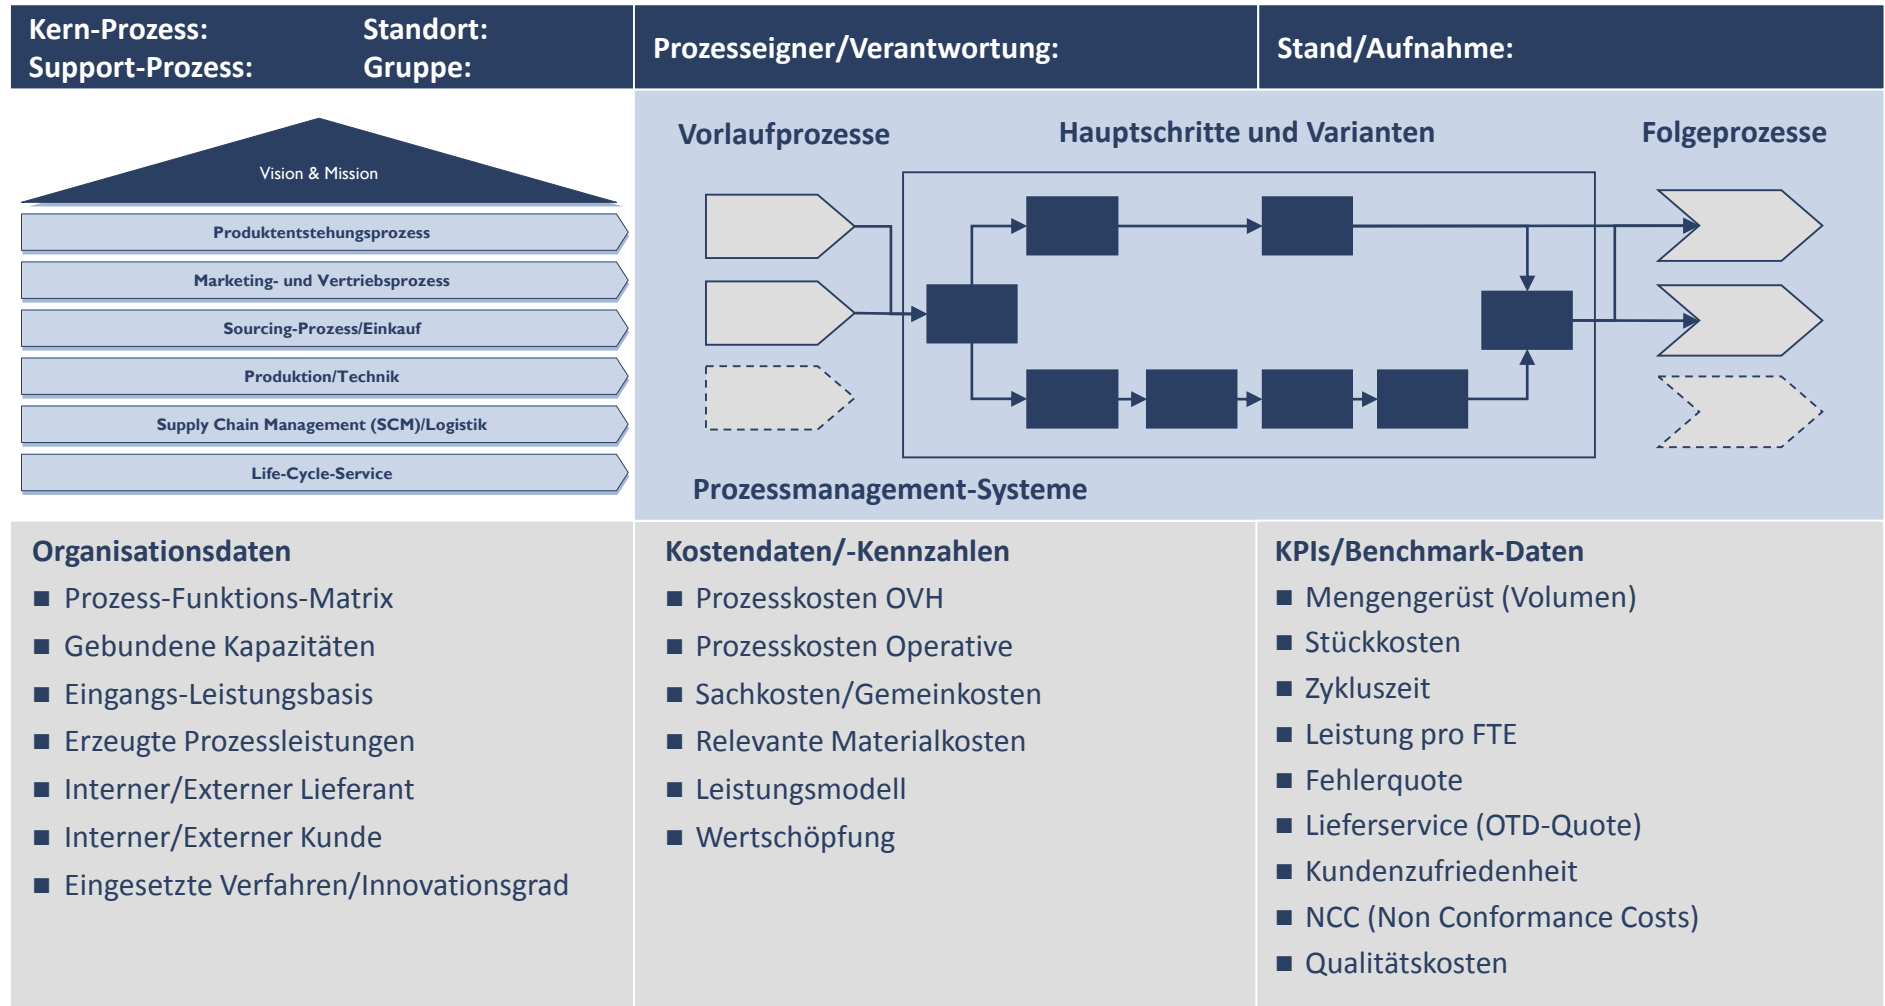 Kern-Prozess:
Support-Prozess:
Standort:
Gruppe:
Prozesseigner/Verantwortung:
Stand/Aufnahme:
Vision & Mission
Produktentstehungsprozess
Marketing- und Vertriebsprozess
Sourcing-Prozess/Einkauf
Produktion/Technik
Supply Chain Management (SCM)/Logistik
Life-Cycle-Service
Vorlaufprozesse
Hauptschritte und Varianten
Folgeprozesse
Prozessmanagement-Systeme
Organisationsdaten
Prozess-Funktions-Matrix
Gebundene Kapazitäten
Eingangs-Leistungsbasis
Erzeugte Prozessleistungen
Interner/Externer Lieferant
Interner/Externer Kunde
Eingesetzte Verfahren/Innovationsgrad
Kostendaten/-Kennzahlen
Prozesskosten OVH
Prozesskosten Operative
Sachkosten/Gemeinkosten
Relevante Materialkosten
Leistungsmodell
Wertschöpfung
KPIs/Benchmark-Daten
Mengengerüst (Volumen)
Stückkosten
Zykluszeit
Leistung pro FTE
Fehlerquote
Lieferservice (OTD-Quote)
Kundenzufriedenheit
NCC (Non Conformance Costs)
Qualitätskosten